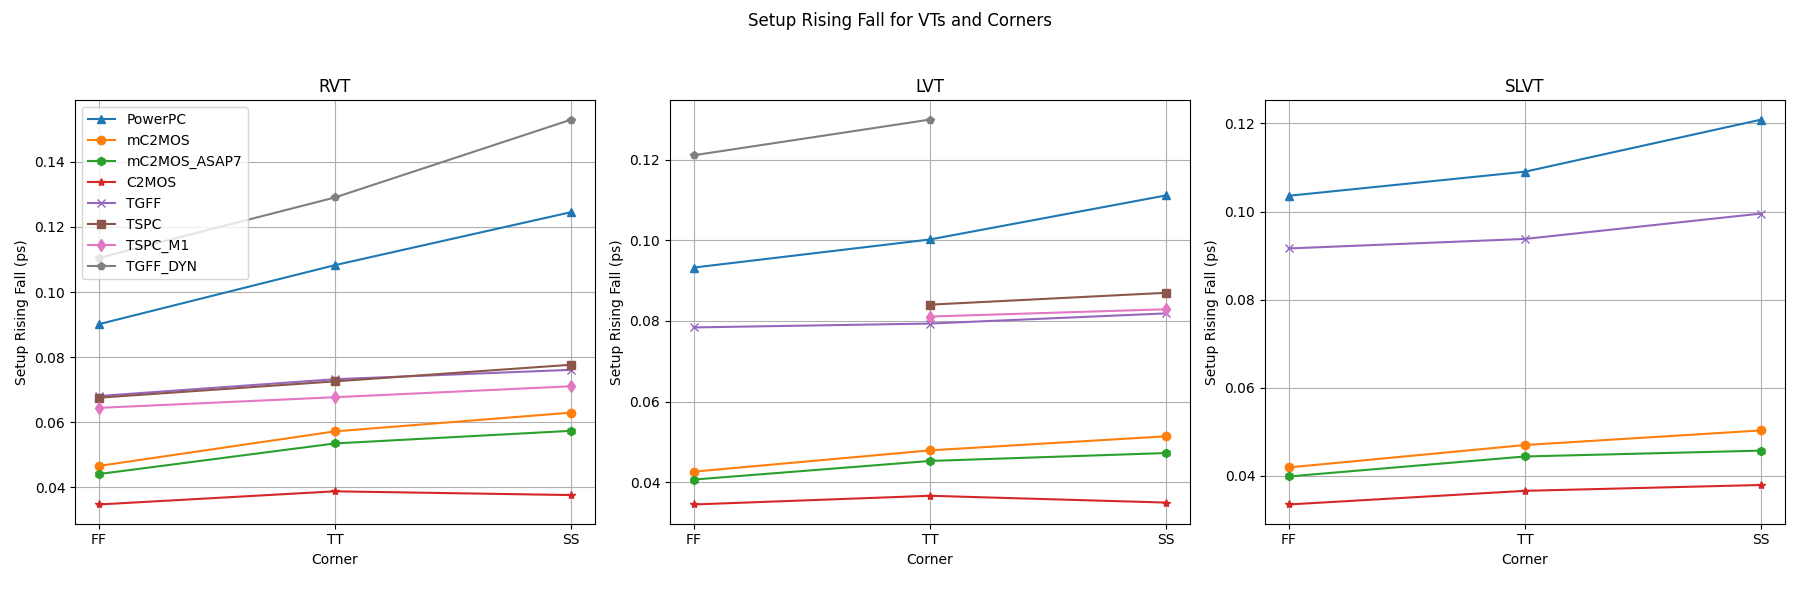 Setup Rising Fall for VTs and Corners
RVT
Setup Rising Fall (ps)
0.14
0.12
0.10
0.08
0.06
0.04
PowerPC
mC2MOS
mC2MOS_ASAP7
C2MOS
TGFF
TSPC
TSPC_M1
TGFF_DYN
FF
TT
SS
Corner
LVT
Setup Rising Fall (ps)
0.12
0.10
0.08
0.06
0.04
FF
TT
SS
Corner
SLVT
Setup Rising Fall (ps)
0.12
0.10
0.08
0.06
0.04
FF
TT
SS
Corner